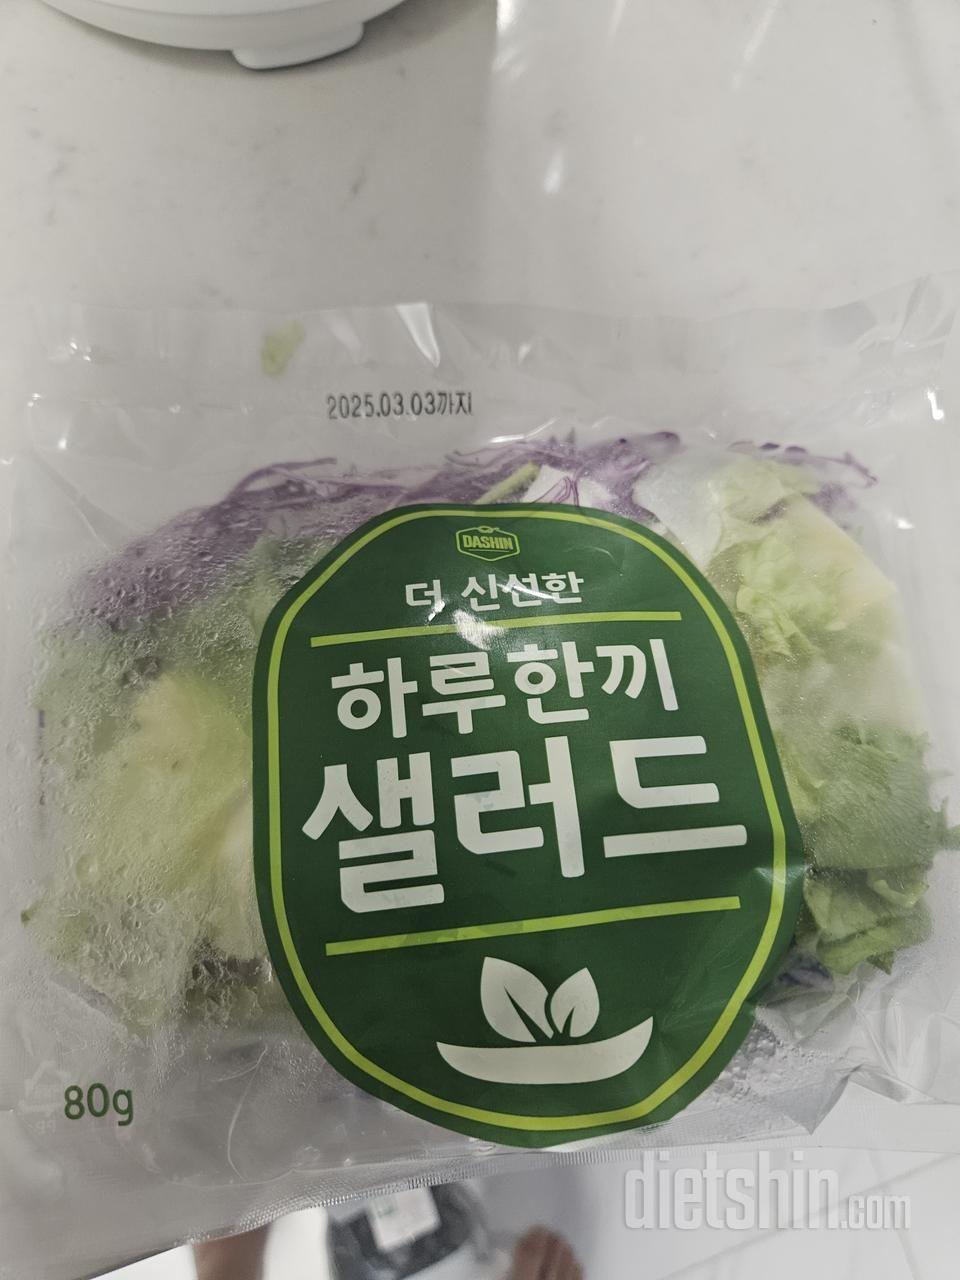 2025.03.03까지
DASHIN
더 신선한
하루한끼
샐러드
80g
dietshin.com